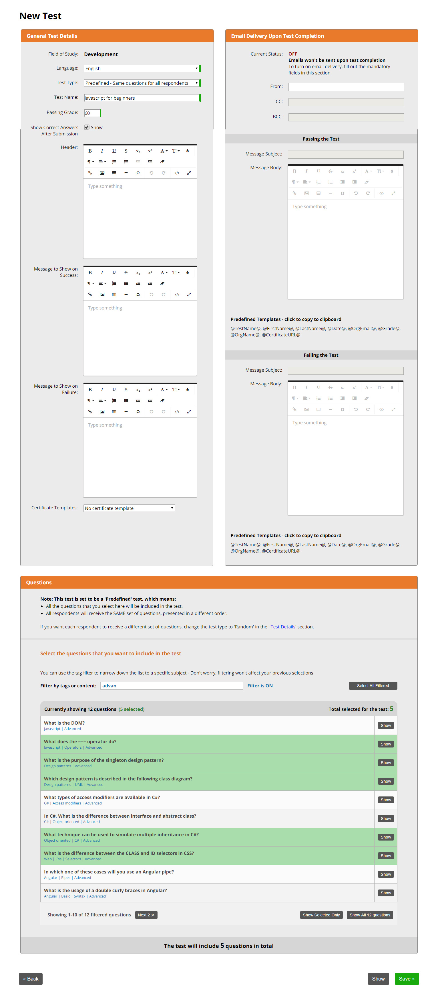 New Test
General Test Details
Field of Study: Development
Language: English
Test Type: Predefined - Same questions for all respondents
Test Name: Javascript for beginners
Passing Grade: 60
Show Correct Answers
After Submission
Show
Header:
B I U S x₂ x² A T!
¶
Ω </>
Type something
Message to Show on
Success:
B I U S x₂ x² A T!
¶
Ω </>
Type something
Message to Show on
Failure:
B I U S x₂ x² A T!
¶
Ω </>
Type something
Certificate Templates: No certificate template
Email Delivery Upon Test Completion
Current Status: OFF
Emails won't be sent upon test completion
To turn on email delivery, fill out the mandatory
fields in this section
From:
CC:
BCC:
Passing the Test
Message Subject:
Message Body:
B I U S x₂ x² A T!
¶
Ω </>
Type something
Predefined Templates - click to copy to clipboard
@TestName@, @FirstName@, @LastName@, @Date@, @OrgEmail@, @Grade@,
@OrgName@, @CertificateURL@
Failing the Test
Message Subject:
Message Body:
B I U S x₂ x² A T!
¶
Ω </>
Type something
Predefined Templates - click to copy to clipboard
@TestName@, @FirstName@, @LastName@, @Date@, @OrgEmail@, @Grade@,
@OrgName@, @CertificateURL@
Questions
Note: This test is set to be a 'Predefined' test, which means:
• All the questions that you select here will be included in the test.
• All respondents will receive the SAME set of questions, presented in a different order.
If you want each respondent to receive a different set of questions, change the test type to 'Random' in the ' Test Details' section.
Select the questions that you want to include in the test
You can use the tag filter to narrow down the list to a specific subject - Don't worry, filtering won't affect your previous selections
Filter by tags or content: advan Filter is ON Select All Filtered
Currently showing 12 questions (5 selected) Total selected for the test: 5
What is the DOM?
Javascript | Advanced
Show
What does the === operator do?
Javascript | Operators | Advanced
Show
What is the purpose of the singleton design pattern?
Design patterns | Advanced
Show
Which design pattern is described in the following class diagram?
Design patterns | UML | Advanced
Show
What types of access modifiers are available in C#?
C# | Access modifiers | Advanced
Show
In C#, What is the difference between interface and abstract class?
C# | Object oriented | Advanced
Show
What technique can be used to simulate multiple inheritance in C#?
Object oriented | C# | Advanced
Show
What is the difference between the CLASS and ID selectors in CSS?
Web | Css | Selectors | Advanced
Show
In which one of these cases will you use an Angular pipe?
Angular | Pipes | Advanced
Show
What is the usage of a double curly braces in Angular?
Angular | Basic | Syntax | Advanced
Show
Showing 1-10 of 12 filtered questions Next 2 » Show Selected Only Show All 12 questions
The test will include 5 questions in total
« Back Show Save »